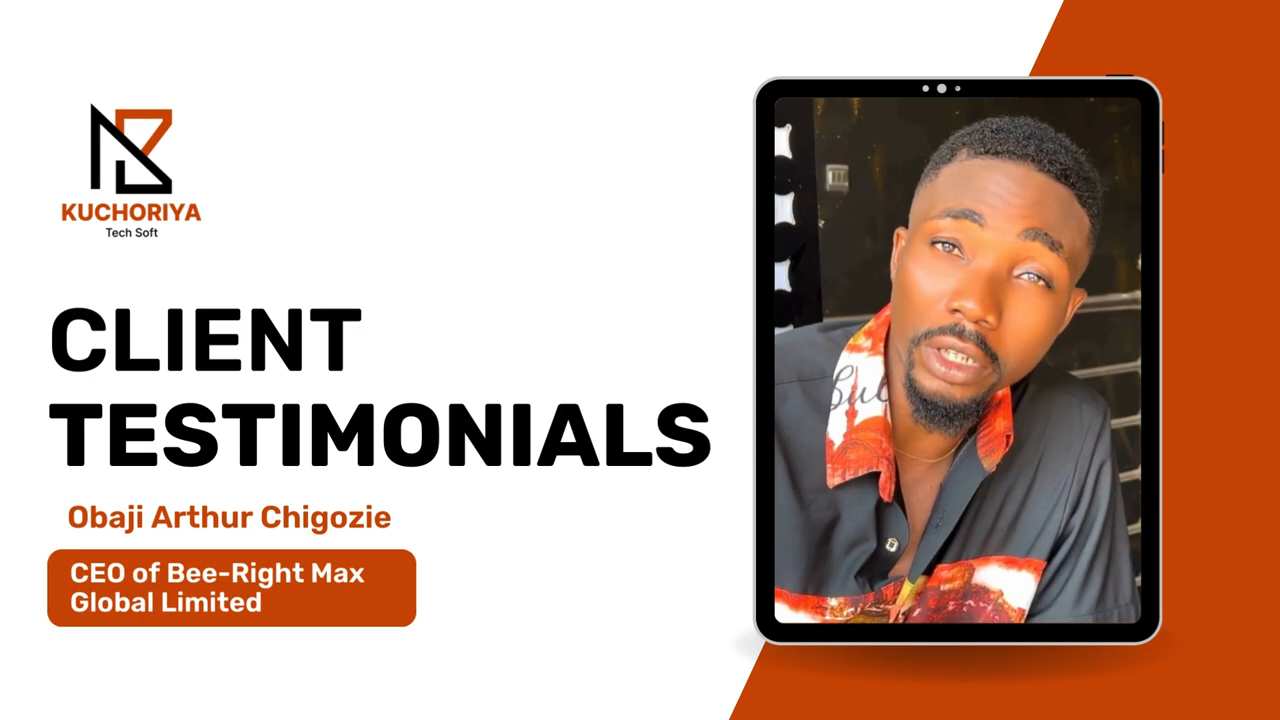 KUCHORIYA
Tech Soft
CLIENT
TESTIMONIALS
Obaji Arthur Chigozie
CEO of Bee-Right Max
Global Limited